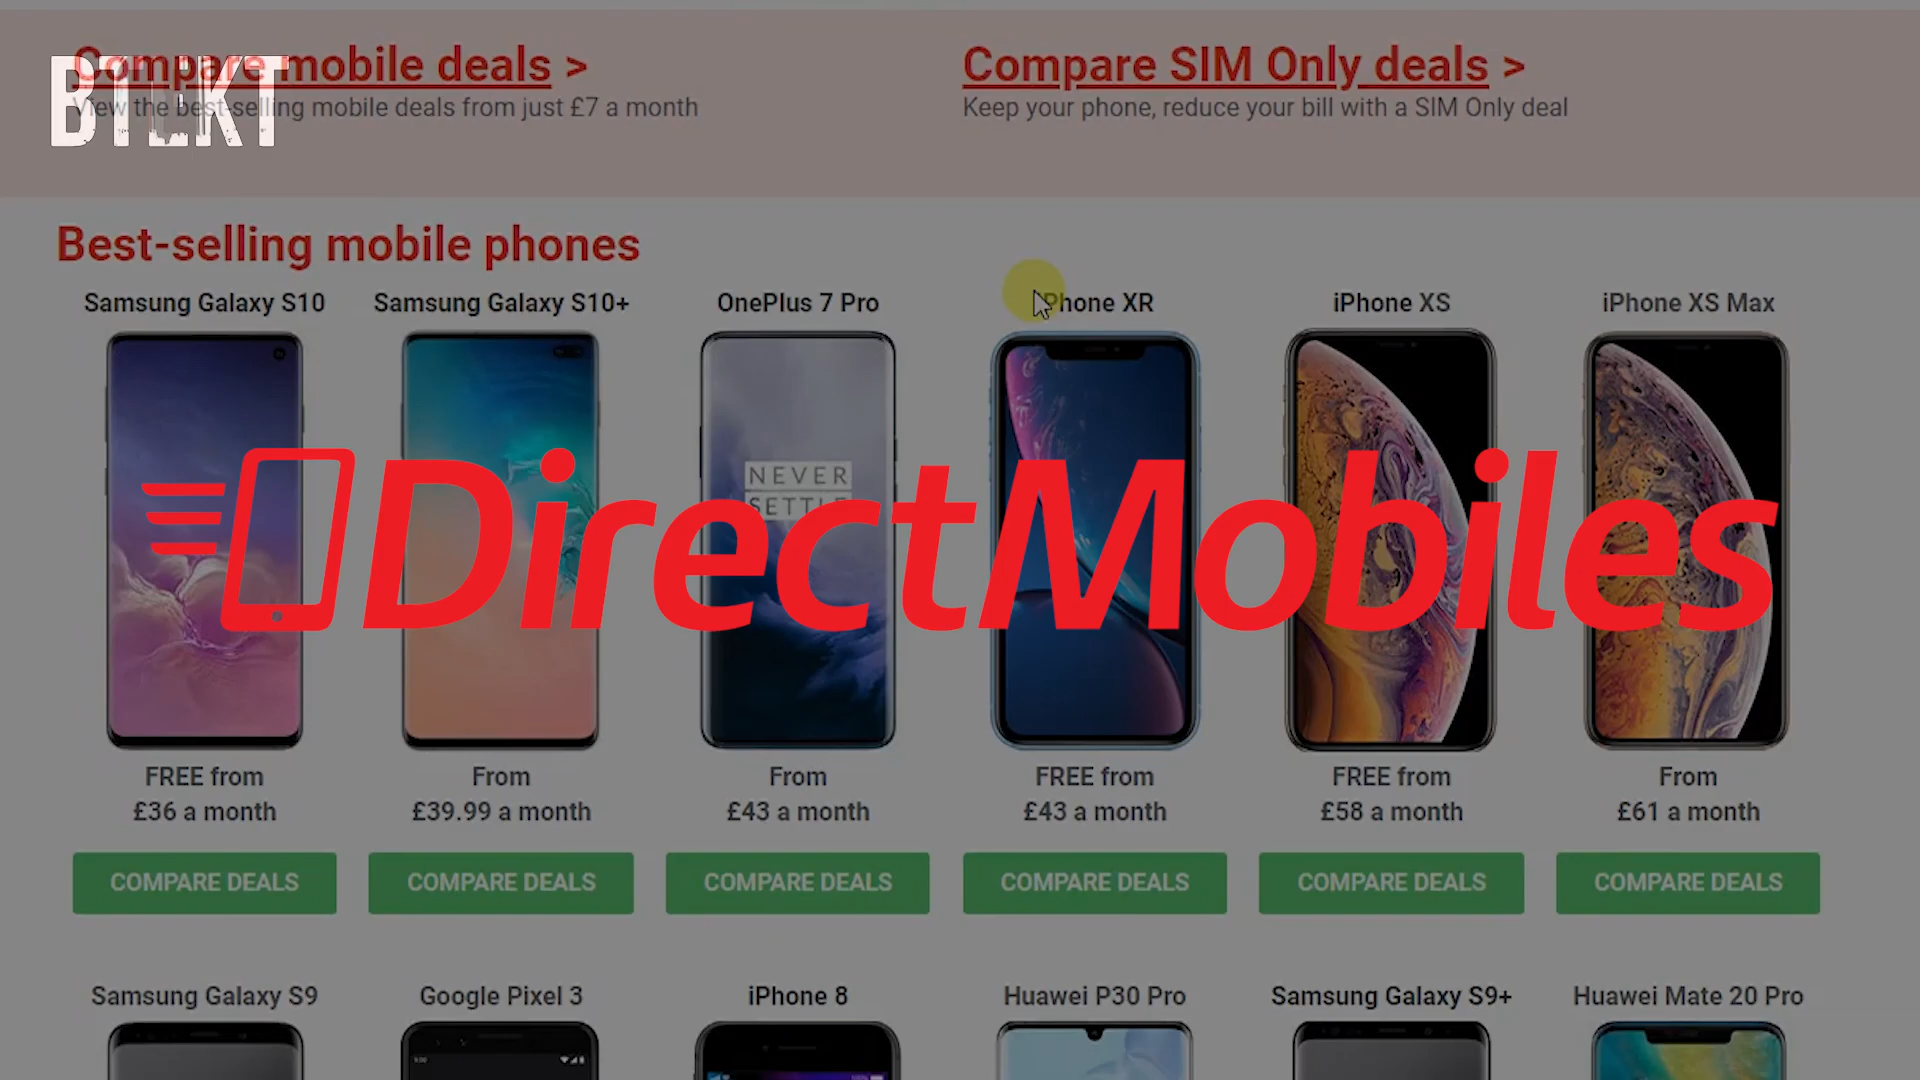 Compare mobile deals >
View the best-selling mobile deals from just £7 a month
Compare SIM Only deals >
Keep your phone, reduce your bill with a SIM Only deal
Best-selling mobile phones
Samsung Galaxy S10
Samsung Galaxy S10+
OnePlus 7 Pro
iPhone XR
iPhone XS
iPhone XS Max
NEVER
SETTLE
DirectMobiles
FREE from
£36 a month
From
£39.99 a month
From
£43 a month
FREE from
£43 a month
FREE from
£58 a month
From
£61 a month
COMPARE DEALS
COMPARE DEALS
COMPARE DEALS
COMPARE DEALS
COMPARE DEALS
COMPARE DEALS
Samsung Galaxy S9
Google Pixel 3
iPhone 8
Huawei P30 Pro
Samsung Galaxy S9+
Huawei Mate 20 Pro